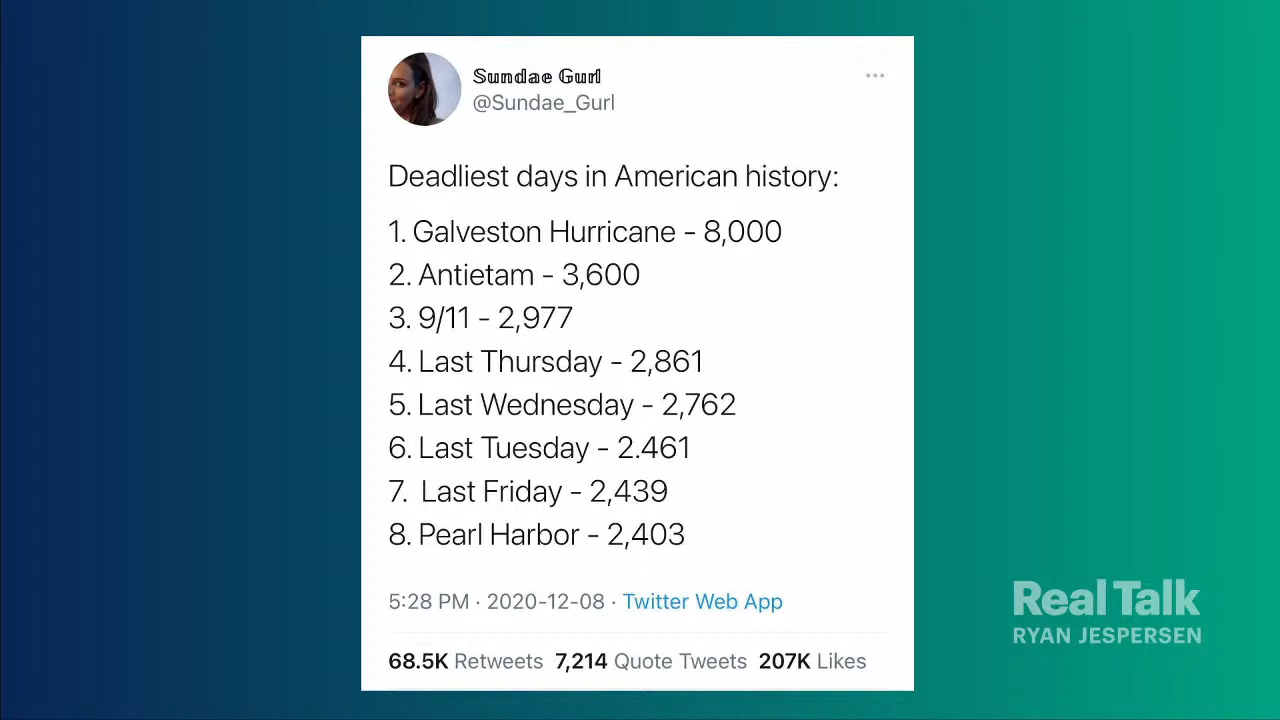 Sundae Gurl
@Sundae_Gurl
Deadliest days in American history:
1. Galveston Hurricane - 8,000
2. Antietam - 3,600
3. 9/11 - 2,977
4. Last Thursday - 2,861
5. Last Wednesday - 2,762
6. Last Tuesday - 2.461
7. Last Friday - 2,439
8. Pearl Harbor - 2,403
5:28 PM · 2020-12-08 · Twitter Web App
68.5K Retweets 7,214 Quote Tweets 207K Likes
Real Talk
RYAN JESPERSEN